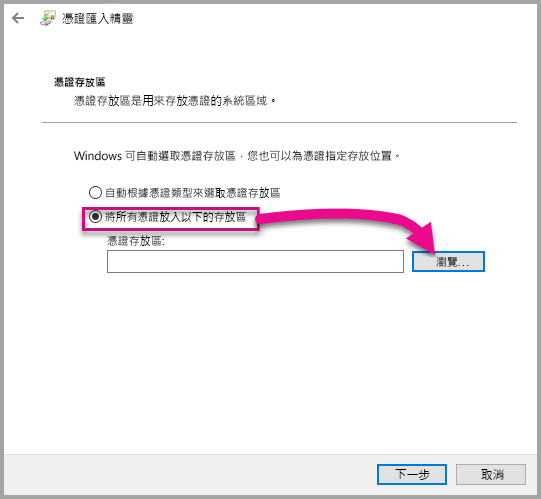 憑證匯入精靈
憑證存放區
憑證存放區是用來存放憑證的系統區域。
Windows 可自動選取憑證存放區，您也可以為憑證指定存放位置。
自動根據憑證類型來選取憑證存放區
將所有憑證放入以下的存放區
憑證存放區:
瀏覽...
下一步
取消